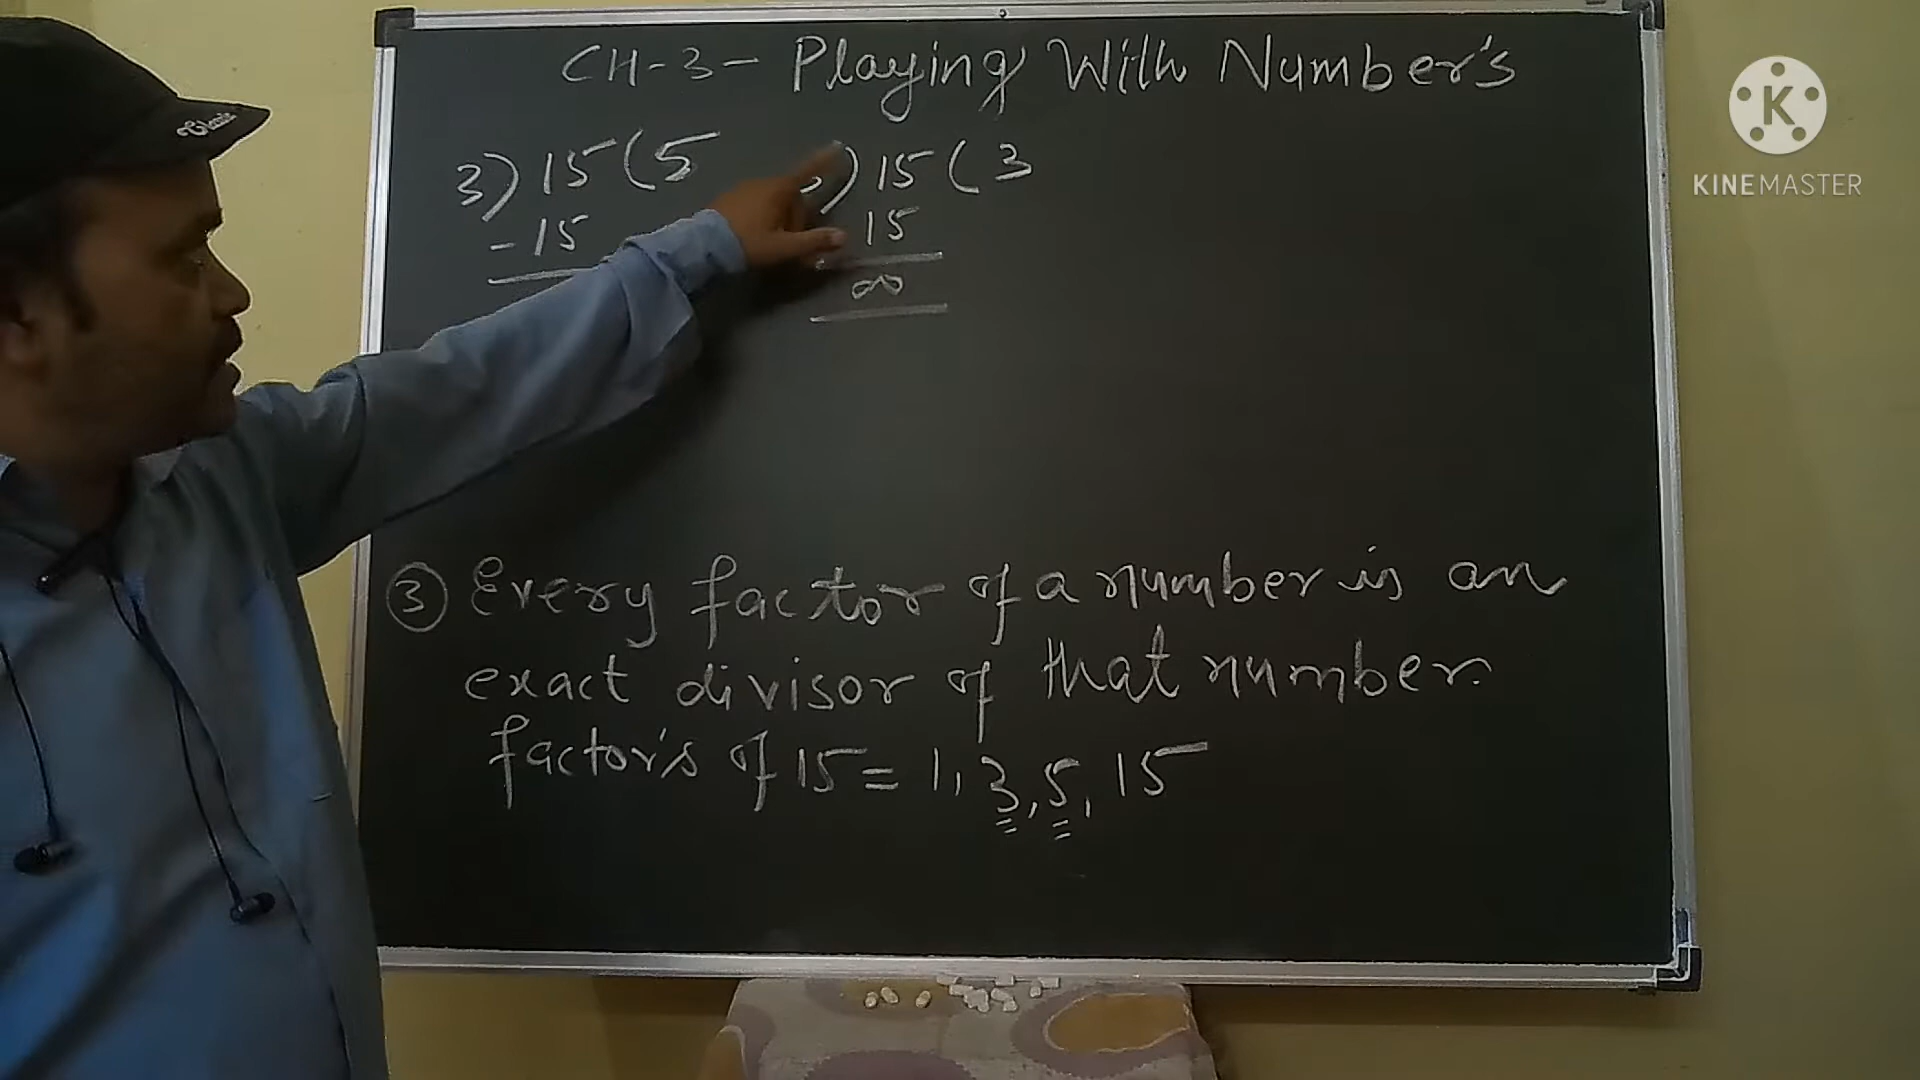 CH-3- Playing With Number's
3) 15 ( 5
- 15
) 15 ( 3
15
00
③ Every factor of a number is an
exact divisor of that number.
factor's of 15 = 1, 3, 5, 15
Classic
K
KINEMASTER